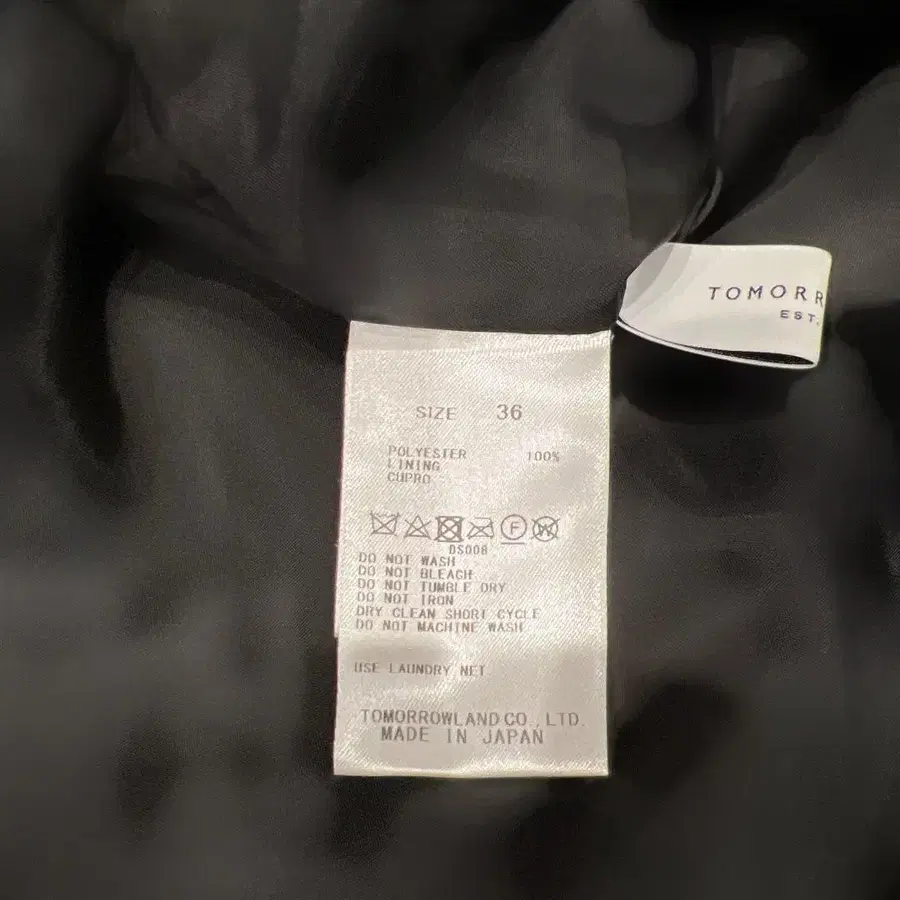 TOMORR
EST.
SIZE 36
POLYESTER 100%
LINING
CUPRO
F W
DS008
DO NOT WASH
DO NOT BLEACH
DO NOT TUMBLE DRY
DO NOT IRON
DRY CLEAN SHORT CYCLE
DO NOT MACHINE WASH
USE LAUNDRY NET
TOMORROWLAND CO., LTD.
MADE IN JAPAN